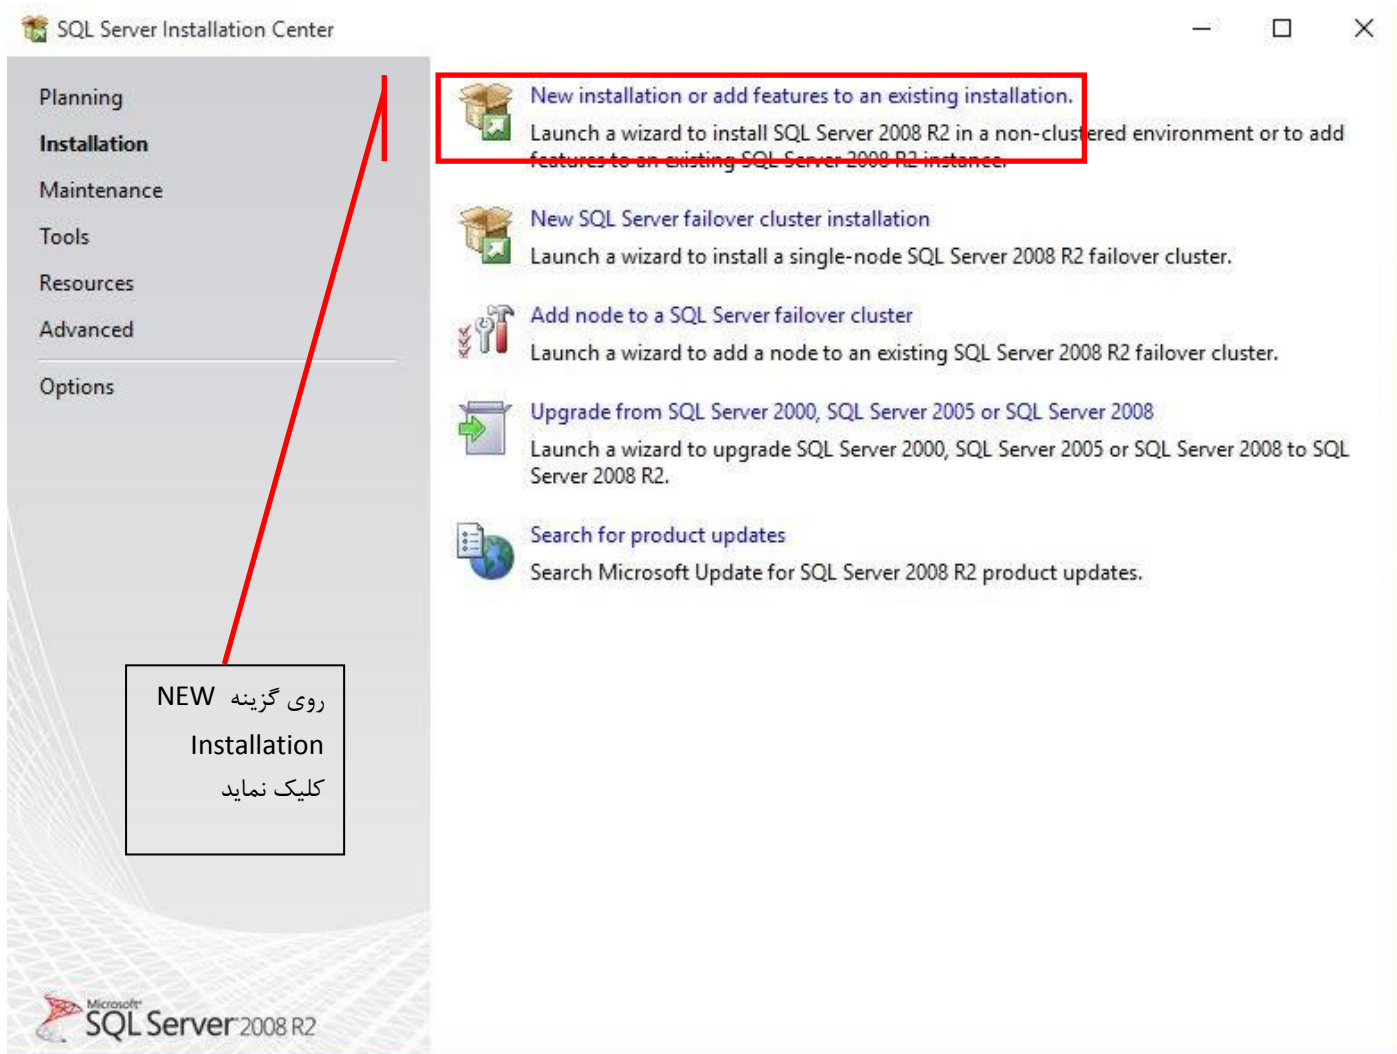 SQL Server Installation Center
Planning
Installation
Maintenance
Tools
Resources
Advanced
Options
New installation or add features to an existing installation.
Launch a wizard to install SQL Server 2008 R2 in a non-clustered environment or to add
features to an existing SQL Server 2008 R2 instance.
New SQL Server failover cluster installation
Launch a wizard to install a single-node SQL Server 2008 R2 failover cluster.
Add node to a SQL Server failover cluster
Launch a wizard to add a node to an existing SQL Server 2008 R2 failover cluster.
Upgrade from SQL Server 2000, SQL Server 2005 or SQL Server 2008
Launch a wizard to upgrade SQL Server 2000, SQL Server 2005 or SQL Server 2008 to SQL
Server 2008 R2.
Search for product updates
Search Microsoft Update for SQL Server 2008 R2 product updates.
روی گزینه NEW
Installation
کلیک نماید
Microsoft®
SQL Server 2008 R2